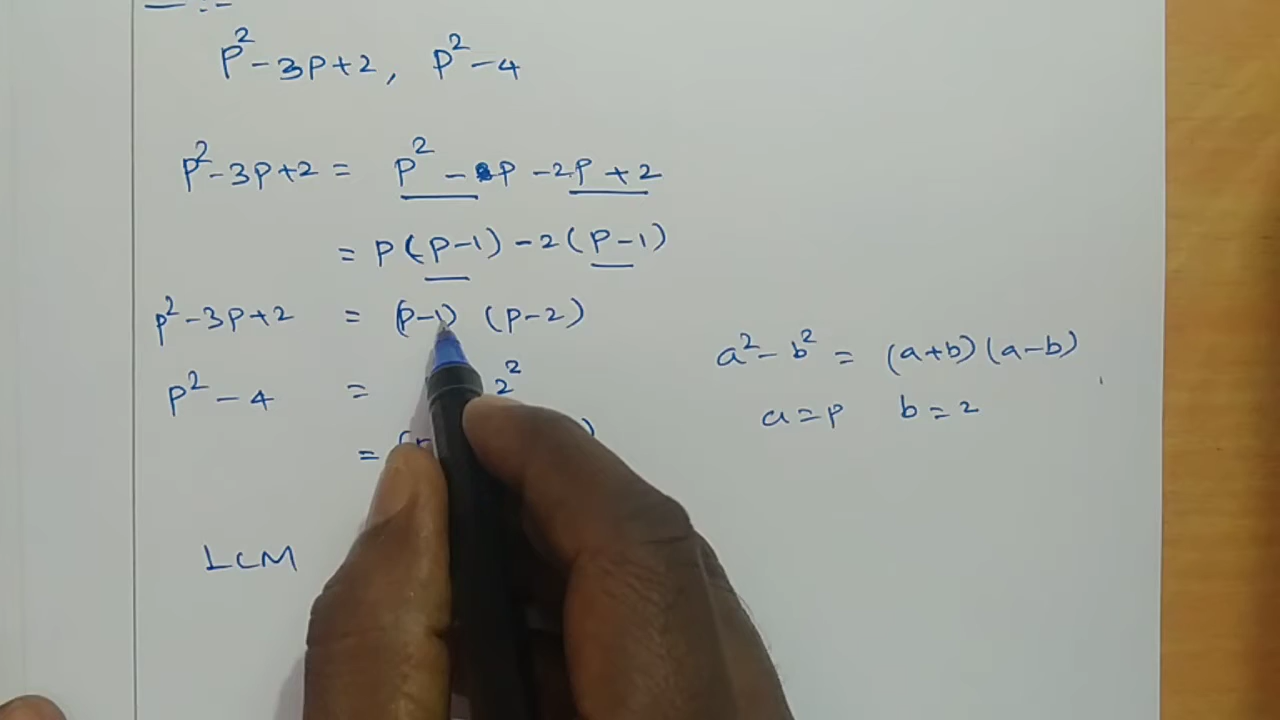 p² - 3p + 2, p² - 4
p² - 3p + 2 = p² - p - 2p + 2
= p(p - 1) - 2(p - 1)
p² - 3p + 2 = (p - 1) (p - 2)
a² - b² = (a + b)(a - b)
p² - 4 = 2²
a = p b = 2
=
LCM